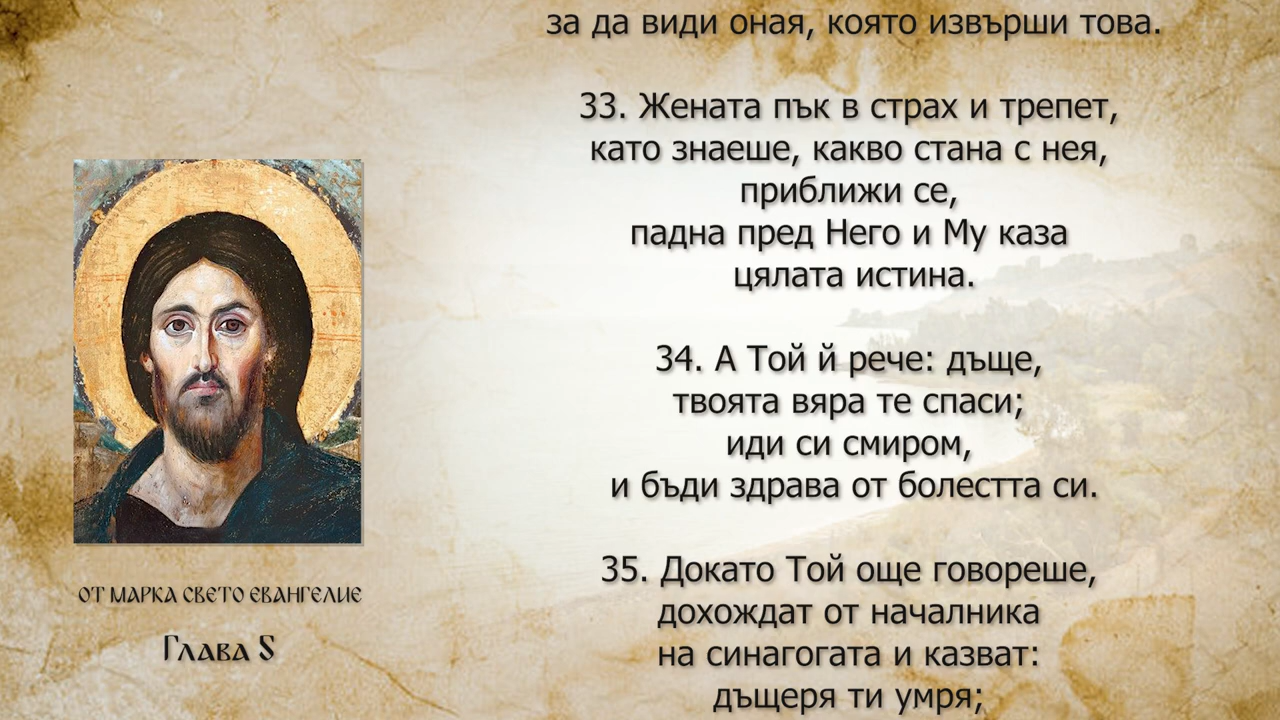 за да види оная, която извърши това.
33. Жената пък в страх и трепет,
като знаеше, какво стана с нея,
приближи се,
падна пред Него и Му каза
цялата истина.
34. А Той й рече: дъще,
твоята вяра те спаси;
иди си смиром,
и бъди здрава от болестта си.
35. Докато Той още говореше,
дохождат от началника
на синагогата и казват:
дъщеря ти умря;
ОТ МАРКА СВЕТО ЕВАНГЕЛИЕ
Глава 5